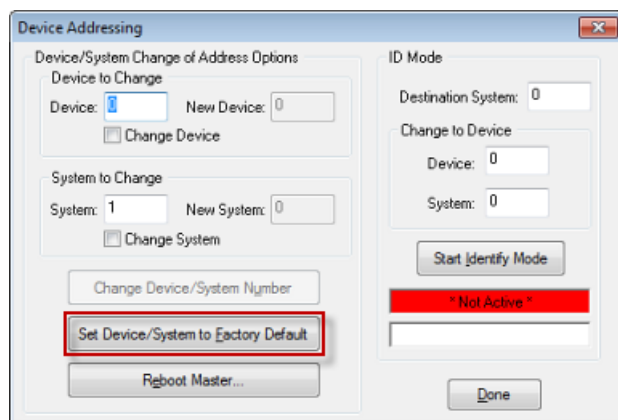 Device Addressing
Device/System Change of Address Options
Device to Change
Device: 0 New Device: 0
Change Device
System to Change
System: 1 New System: 0
Change System
Change Device/System Number
Set Device/System to Factory Default
Reboot Master...
ID Mode
Destination System: 0
Change to Device
Device: 0
System: 0
Start Identify Mode
* Not Active *
Done